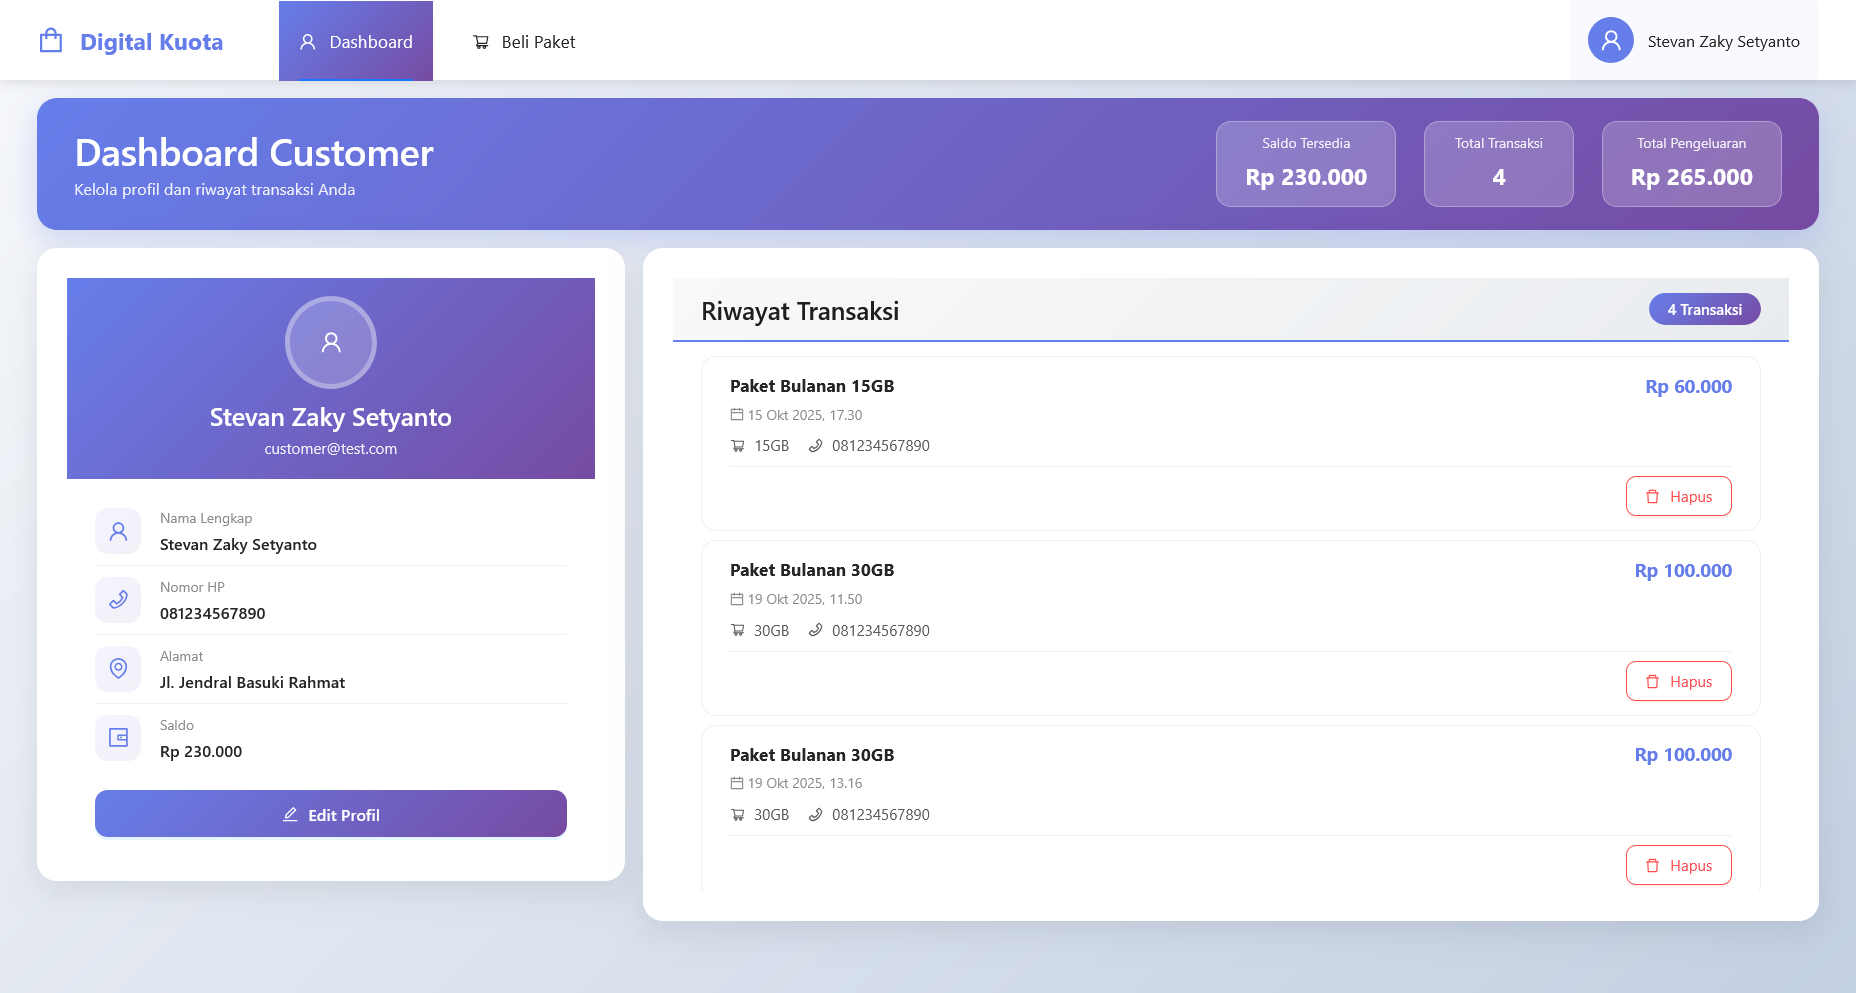 Digital Kuota
Dashboard
Beli Paket
Stevan Zaky Setyanto
Dashboard Customer
Kelola profil dan riwayat transaksi Anda
Saldo Tersedia
Rp 230.000
Total Transaksi
4
Total Pengeluaran
Rp 265.000
Stevan Zaky Setyanto
customer@test.com
Nama Lengkap
Stevan Zaky Setyanto
Nomor HP
081234567890
Alamat
Jl. Jendral Basuki Rahmat
Saldo
Rp 230.000
Edit Profil
Riwayat Transaksi
4 Transaksi
Paket Bulanan 15GB
Rp 60.000
15 Okt 2025, 17.30
15GB 081234567890
Hapus
Paket Bulanan 30GB
Rp 100.000
19 Okt 2025, 11.50
30GB 081234567890
Hapus
Paket Bulanan 30GB
Rp 100.000
19 Okt 2025, 13.16
30GB 081234567890
Hapus